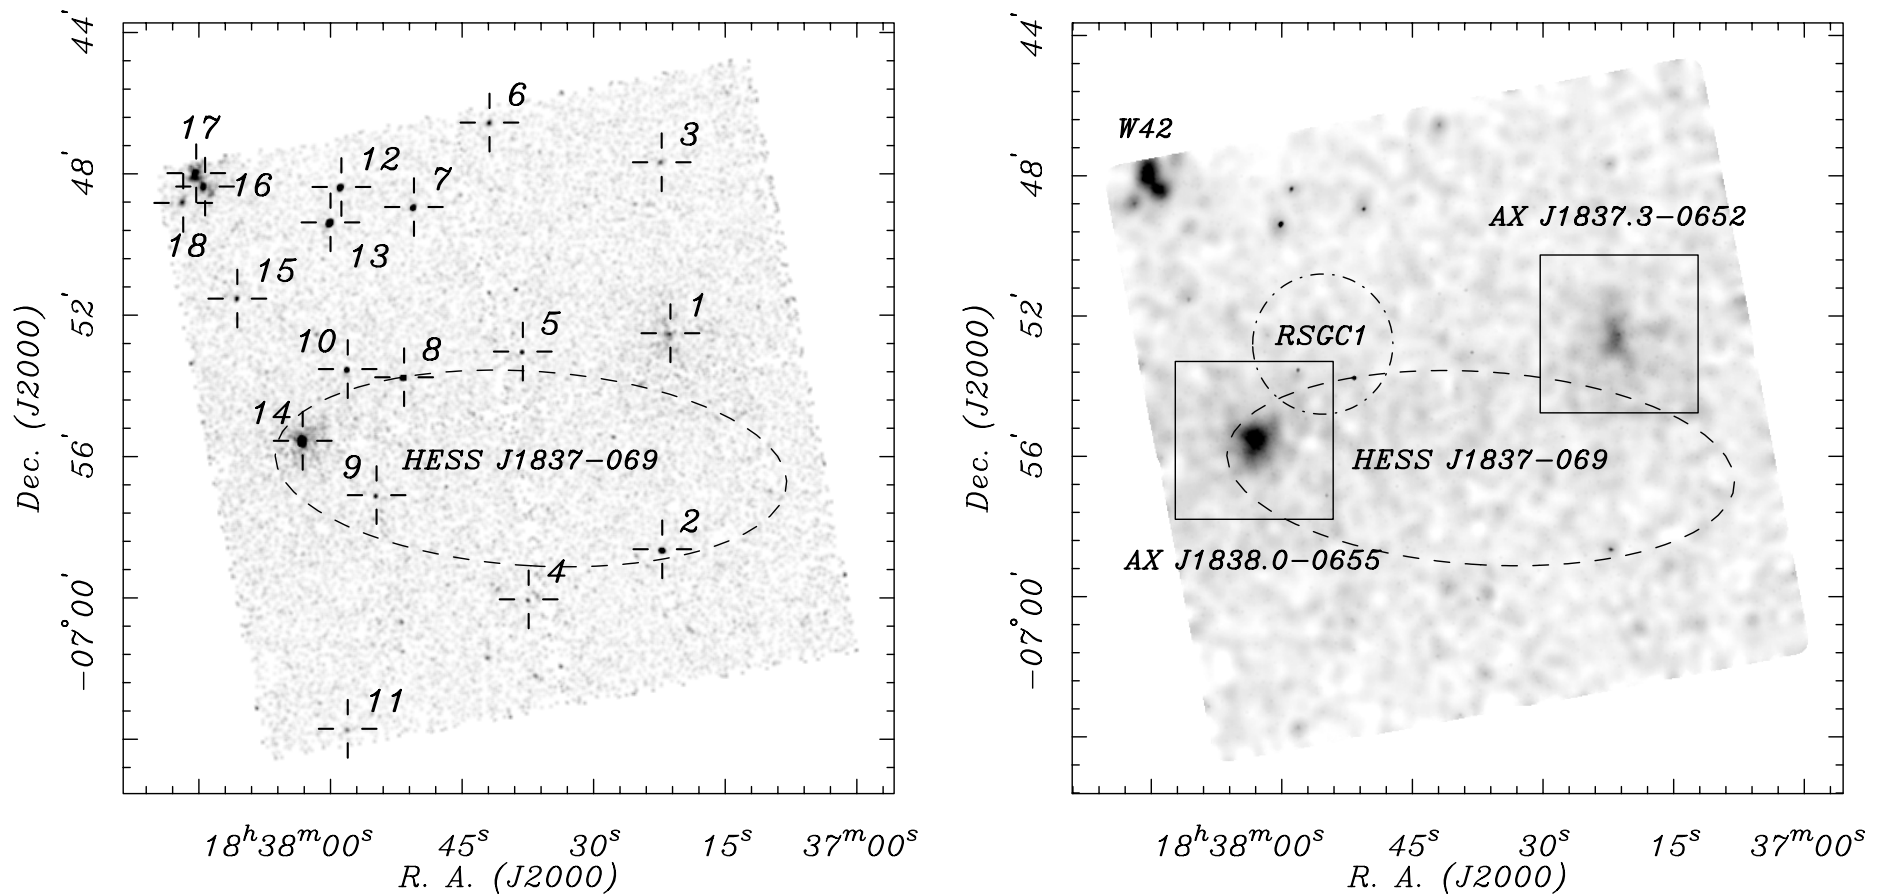 44′
6
17
3
12
48′
7
16
18
13
15
52′
1
5
10
8
14
56′
9
HESS J1837−069
2
4
−07°00′
11
Dec. (J2000)
18ʰ38ᵐ00ˢ 45ˢ 30ˢ 15ˢ 37ᵐ00ˢ
R. A. (J2000)
44′
W42
48′
AX J1837.3−0652
52′
RSGC1
56′
HESS J1837−069
AX J1838.0−0655
−07°00′
Dec. (J2000)
18ʰ38ᵐ00ˢ 45ˢ 30ˢ 15ˢ 37ᵐ00ˢ
R. A. (J2000)